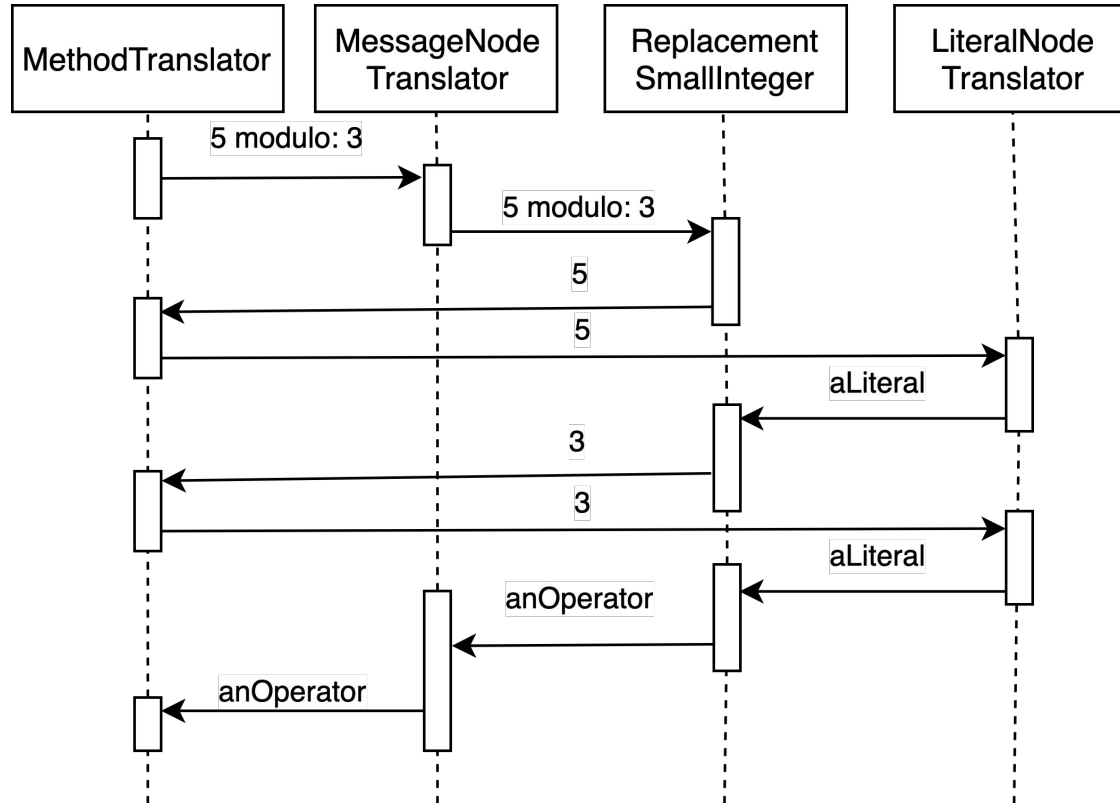 MethodTranslator
MessageNode
Translator
Replacement
SmallInteger
LiteralNode
Translator
5 modulo: 3
5 modulo: 3
5
5
aLiteral
3
3
aLiteral
anOperator
anOperator